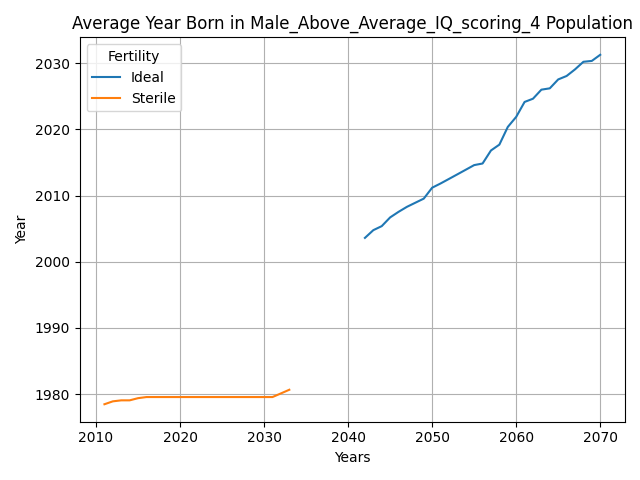 Average Year Born in Male_Above_Average_IQ_scoring_4 Population
Fertility
Ideal
Sterile
Year
2030
2020
2010
2000
1990
1980
2010 2020 2030 2040 2050 2060 2070
Years